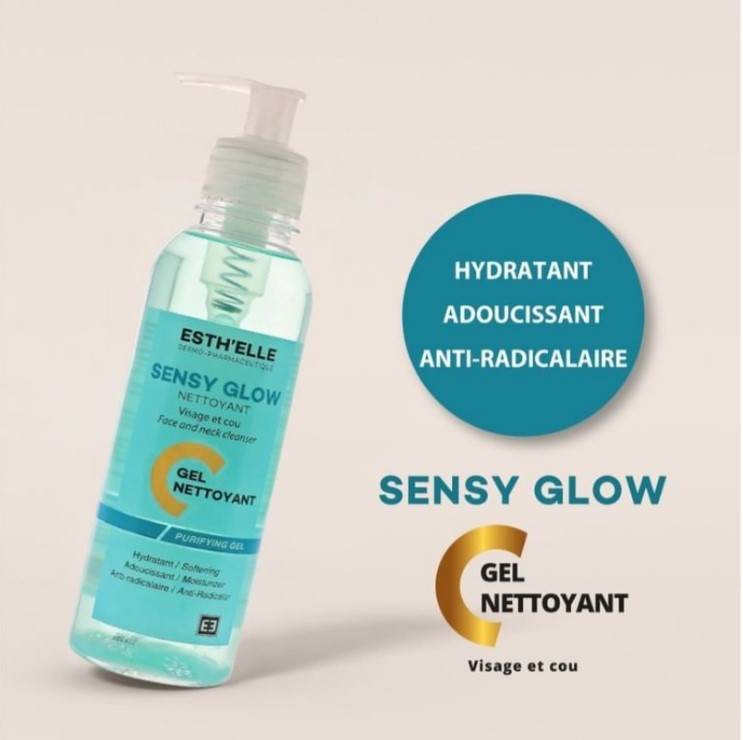 ESTH'ELLE
DERMO-PHARMACEUTIQUE
SENSY GLOW
NETTOYANT
Visage et cou
Face and neck cleanser
GEL
NETTOYANT
PURIFYING GEL
Hydratant / Softening
Adoucissant / Moisturizer
Anti-radicalaire / Anti-Radicalar
HYDRATANT
ADOUCISSANT
ANTI-RADICALAIRE
SENSY GLOW
GEL
NETTOYANT
Visage et cou